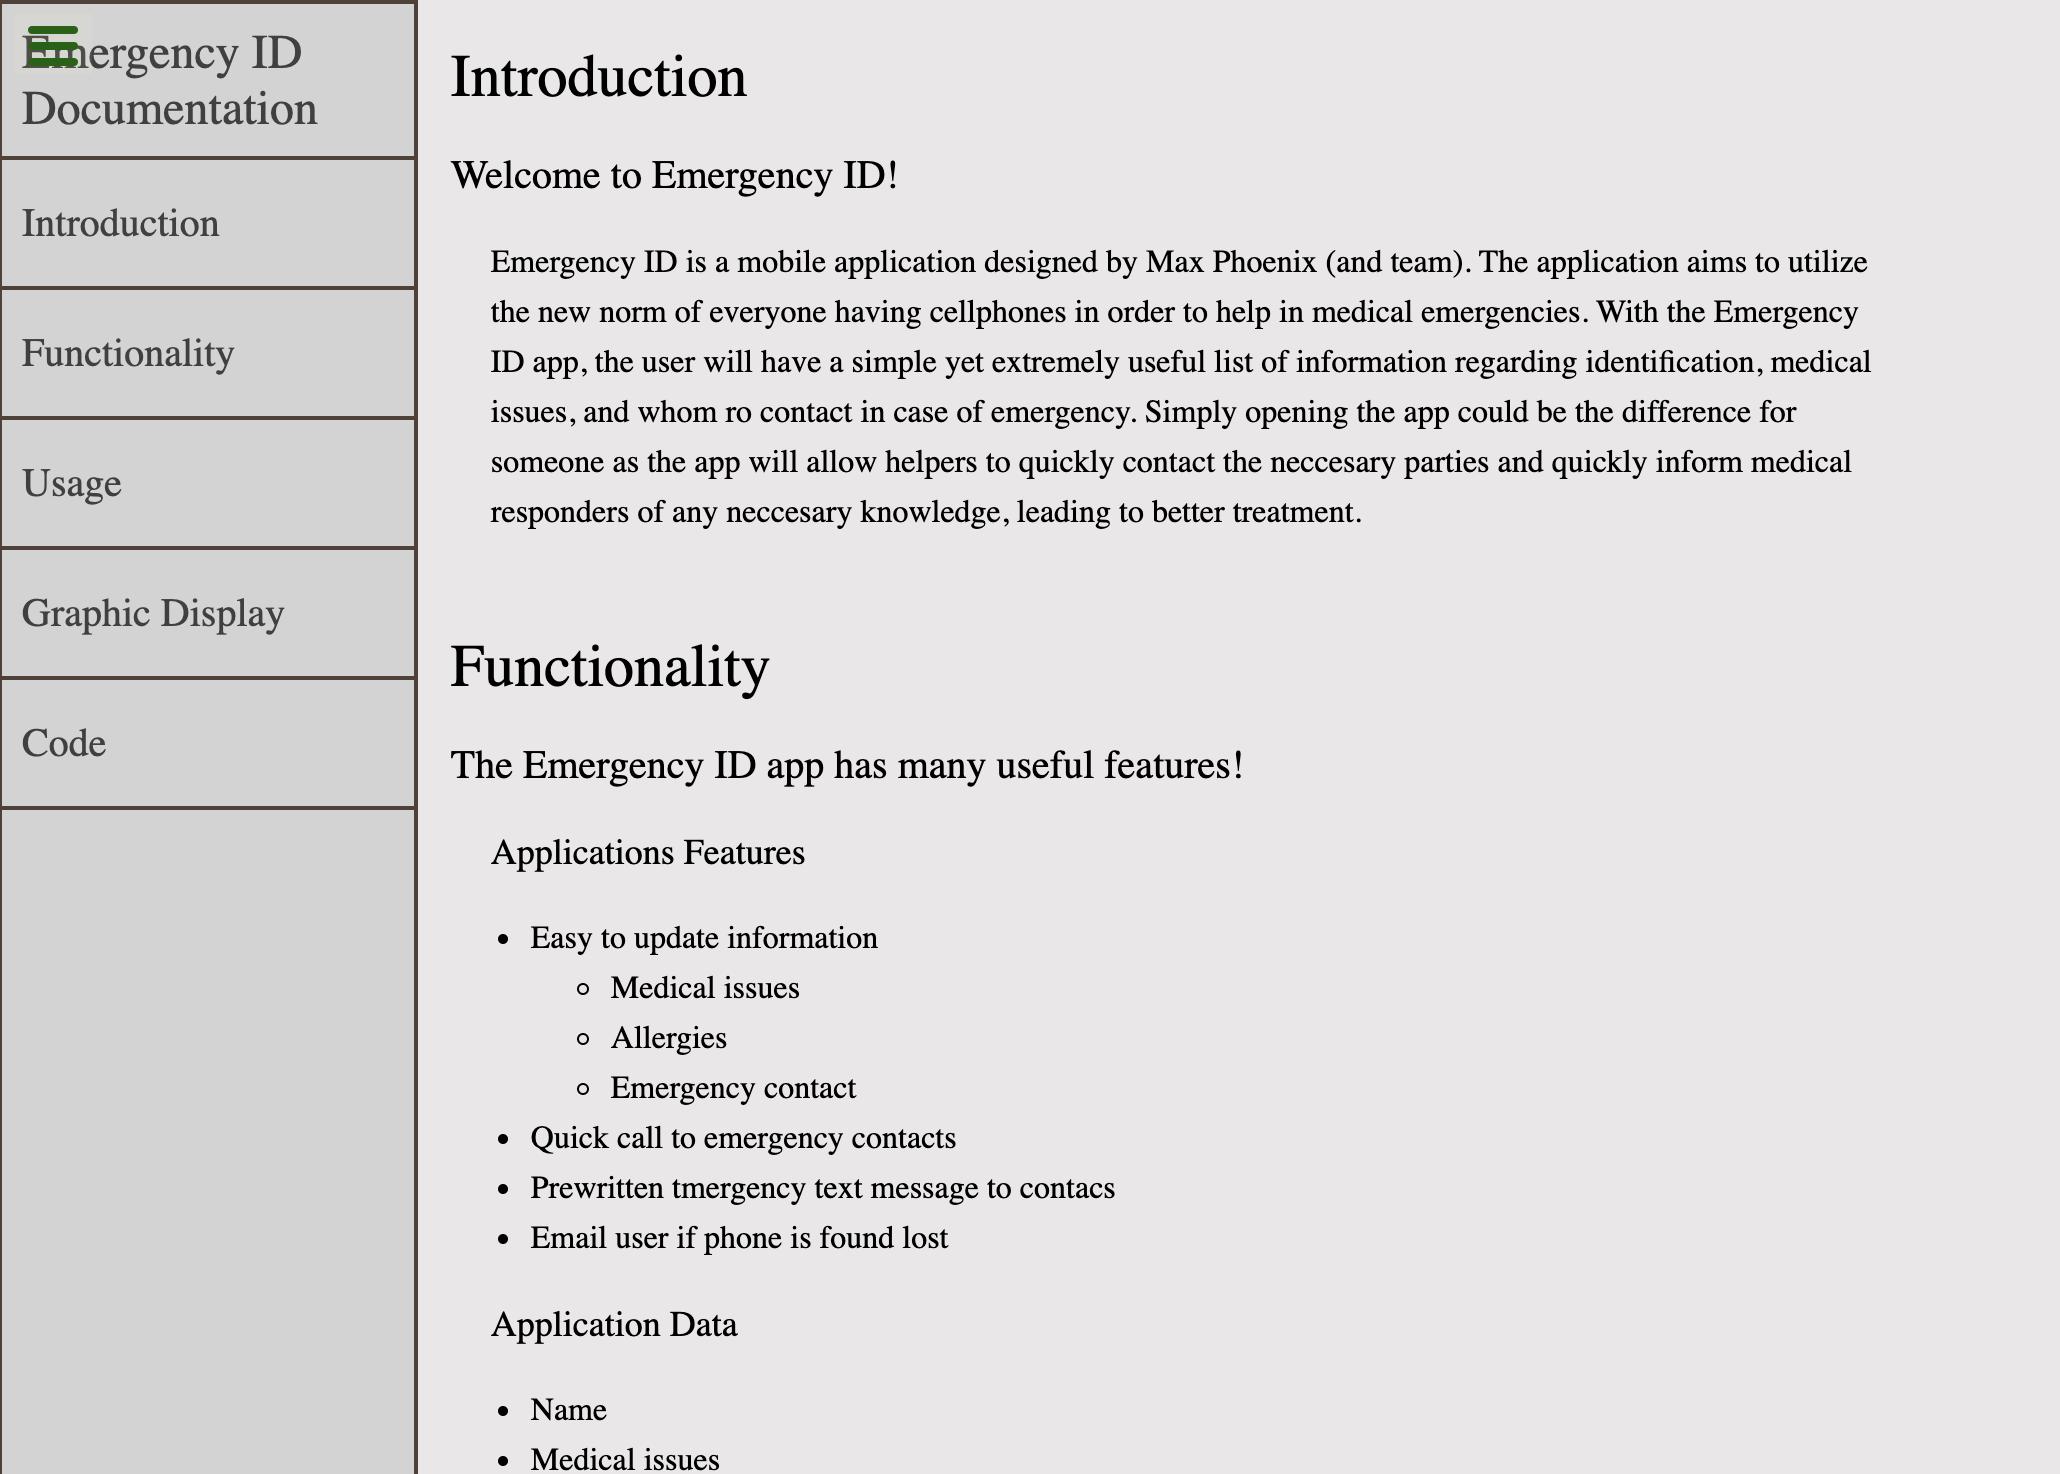 Emergency ID
Documentation
Introduction
Functionality
Usage
Graphic Display
Code
Introduction
Welcome to Emergency ID!
Emergency ID is a mobile application designed by Max Phoenix (and team). The application aims to utilize
the new norm of everyone having cellphones in order to help in medical emergencies. With the Emergency
ID app, the user will have a simple yet extremely useful list of information regarding identification, medical
issues, and whom ro contact in case of emergency. Simply opening the app could be the difference for
someone as the app will allow helpers to quickly contact the neccesary parties and quickly inform medical
responders of any neccesary knowledge, leading to better treatment.
Functionality
The Emergency ID app has many useful features!
Applications Features
Easy to update information
Medical issues
Allergies
Emergency contact
Quick call to emergency contacts
Prewritten tmergency text message to contacs
Email user if phone is found lost
Application Data
Name
Medical issues